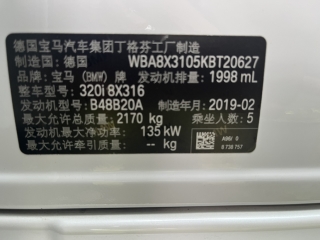 德国宝马汽车集团丁格芬工厂制造
制造国：德国 WBA8X3105KBT20627
品牌：宝马 (BMW) 牌 发动机排量：1998 mL
整车型号：320i 8X316
发动机型号：B48B20A 制造年月：2019-02
最大允许总质量：2170 kg 乘坐人数：5
发动机最大净功率：135 kW
最大允许牵引质量：-- kg